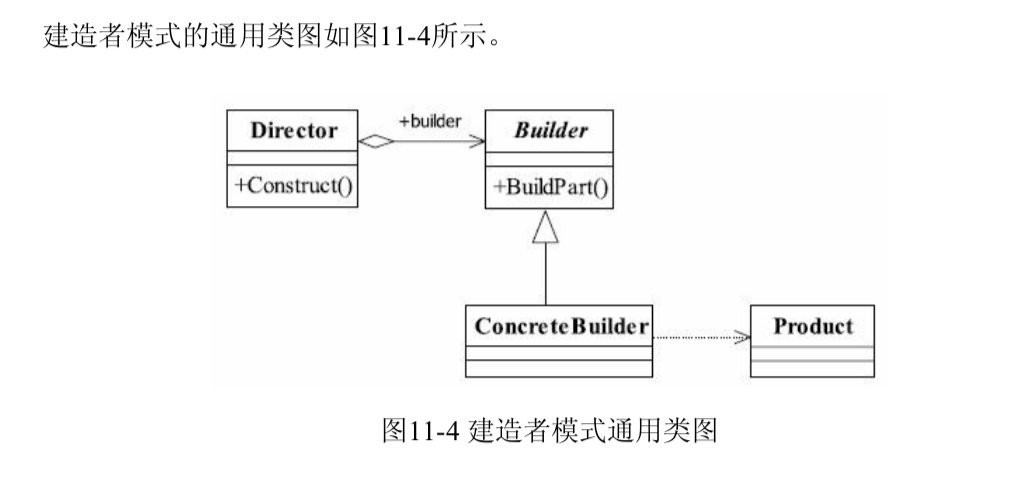 建造者模式的通用类图如图11-4所示。
Director
+builder
Builder
+Construct()
+BuildPart()
ConcreteBuilder
Product
图11-4 建造者模式通用类图